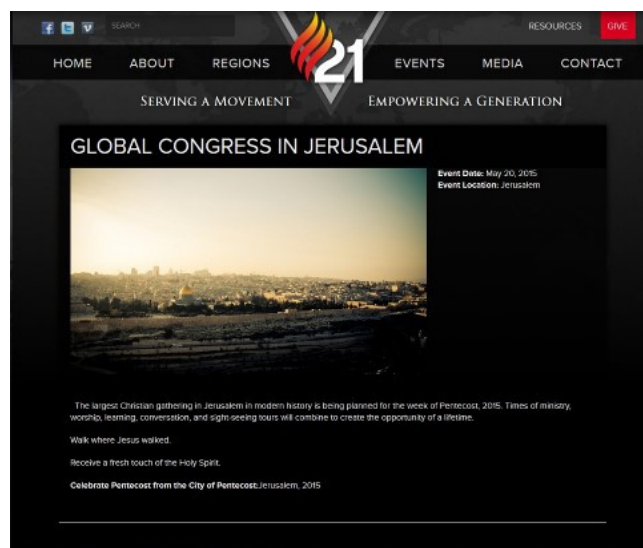 SEARCH
RESOURCES
GIVE
HOME
ABOUT
REGIONS
21
EVENTS
MEDIA
CONTACT
SERVING A MOVEMENT
EMPOWERING A GENERATION
GLOBAL CONGRESS IN JERUSALEM
Event Date: May 20, 2015
Event Location: Jerusalem
The largest Christian gathering in Jerusalem in modern history is being planned for the week of Pentecost, 2015. Times of ministry,
worship, learning, conversation, and sight-seeing tours will combine to create the opportunity of a lifetime.
Walk where Jesus walked.
Receive a fresh touch of the Holy Spirit.
Celebrate Pentecost from the City of Pentecost:Jerusalem, 2015